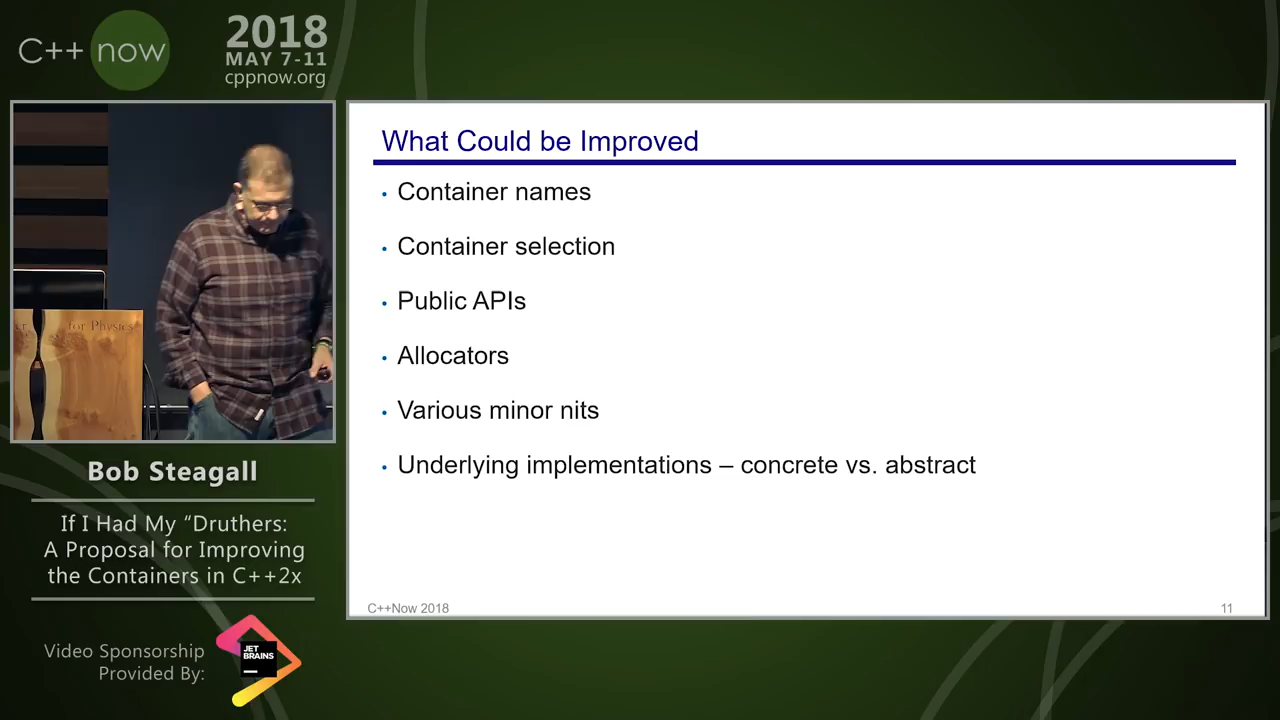 C++ now
2018
MAY 7-11
cppnow.org
for Physics
What Could be Improved
• Container names
• Container selection
• Public APIs
• Allocators
• Various minor nits
• Underlying implementations – concrete vs. abstract
C++Now 2018
11
Bob Steagall
If I Had My “Druthers:
A Proposal for Improving
the Containers in C++2x
Video Sponsorship
Provided By:
JET
BRAINS